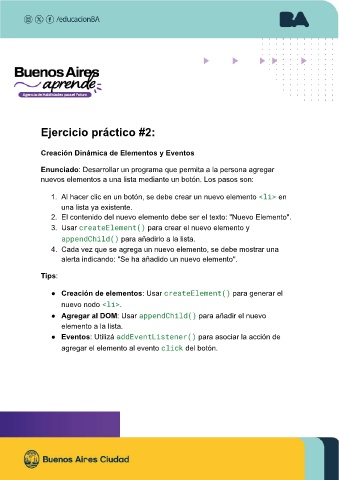 /educacionBA
BA
Buenos Aires
aprende
Agencia de Habilidades para el Futuro
Ejercicio práctico #2:
Creación Dinámica de Elementos y Eventos
Enunciado: Desarrollar un programa que permita a la persona agregar
nuevos elementos a una lista mediante un botón. Los pasos son:
1. Al hacer clic en un botón, se debe crear un nuevo elemento <li> en
una lista ya existente.
2. El contenido del nuevo elemento debe ser el texto: "Nuevo Elemento".
3. Usar createElement() para crear el nuevo elemento y
appendChild() para añadirlo a la lista.
4. Cada vez que se agrega un nuevo elemento, se debe mostrar una
alerta indicando: "Se ha añadido un nuevo elemento".
Tips:
● Creación de elementos: Usar createElement() para generar el
nuevo nodo <li>.
● Agregar al DOM: Usar appendChild() para añadir el nuevo
elemento a la lista.
● Eventos: Utilizá addEventListener() para asociar la acción de
agregar el elemento al evento click del botón.
Buenos Aires Ciudad